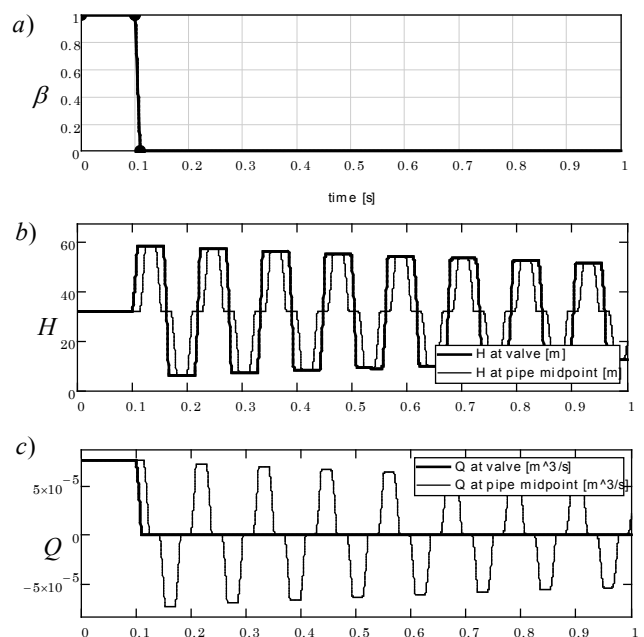 a)
1
0.8
0.6
0.4
0.2
0
β
0 0.1 0.2 0.3 0.4 0.5 0.6 0.7 0.8 0.9 1
time [s]
b)
60
40
20
0
H
H at valve [m]
H at pipe midpoint [m]
0 0.1 0.2 0.3 0.4 0.5 0.6 0.7 0.8 0.9 1
c)
5×10⁻⁵
0
−5×10⁻⁵
Q
Q at valve [m^3/s]
Q at pipe midpoint [m^3/s]
0 0.1 0.2 0.3 0.4 0.5 0.6 0.7 0.8 0.9 1